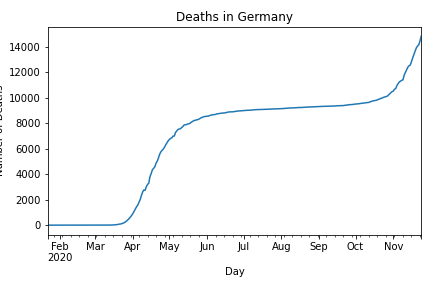 Deaths in Germany
14000
12000
10000
8000
6000
4000
2000
0
Number of Deaths
Feb Mar Apr May Jun Jul Aug Sep Oct Nov
2020
Day